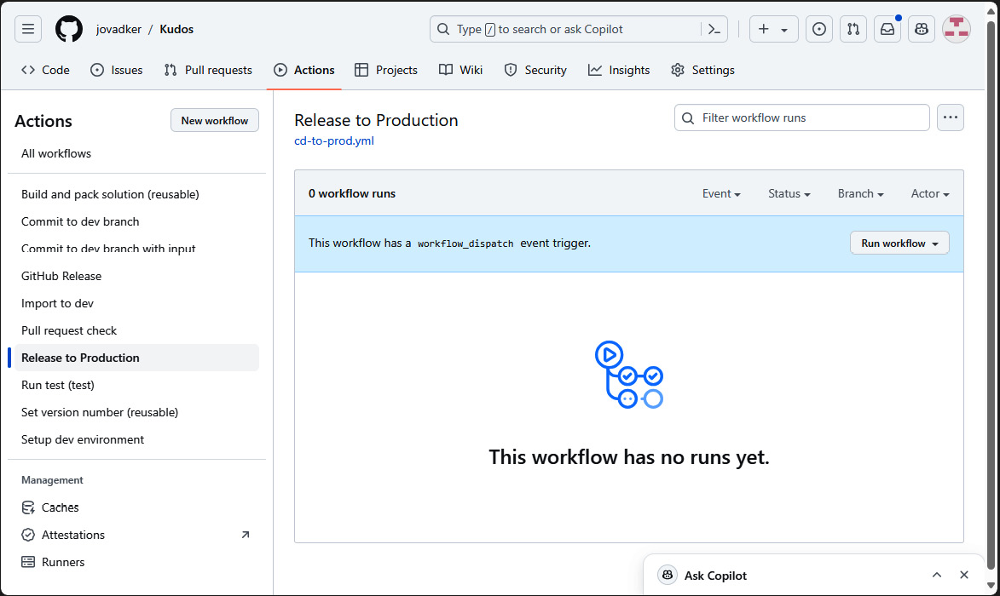 jovadker / Kudos
Type / to search or ask Copilot
Code
Issues
Pull requests
Actions
Projects
Wiki
Security
Insights
Settings
Actions
New workflow
All workflows
Build and pack solution (reusable)
Commit to dev branch
Commit to dev branch with input
GitHub Release
Import to dev
Pull request check
Release to Production
Run test (test)
Set version number (reusable)
Setup dev environment
Management
Caches
Attestations
Runners
Release to Production
cd-to-prod.yml
Filter workflow runs
0 workflow runs
Event
Status
Branch
Actor
This workflow has a workflow_dispatch event trigger.
Run workflow
This workflow has no runs yet.
Ask Copilot